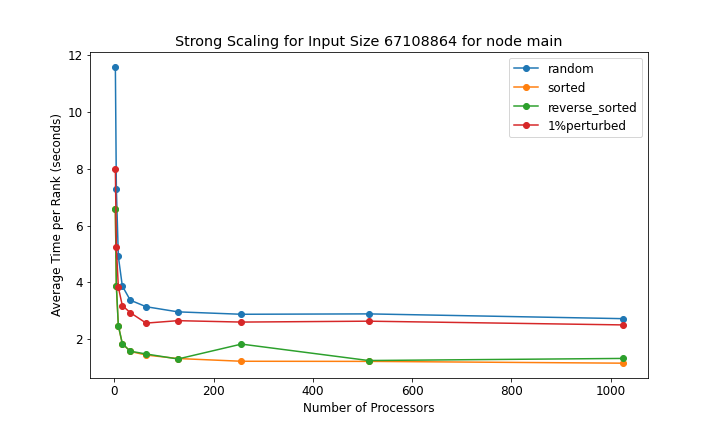 Strong Scaling for Input Size 67108864 for node main
12
10
8
6
4
2
Average Time per Rank (seconds)
random
sorted
reverse_sorted
1%perturbed
0
200
400
600
800
1000
Number of Processors